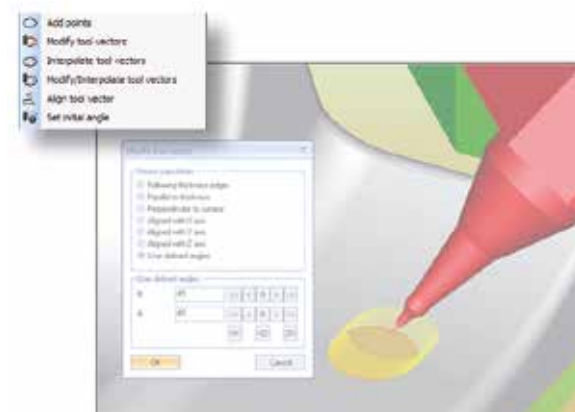 Add points
Modify tool vectors
Interpolate tool vectors
Modify/Interpolate tool vectors
Align tool vector
Set initial angle
Modify tool vector
Following thickness edges
Parallel to thickness
Perpendicular to surface
Aligned with X axis
Aligned with Y axis
Aligned with Z axis
User defined angles
User defined angles
OK
Cancel